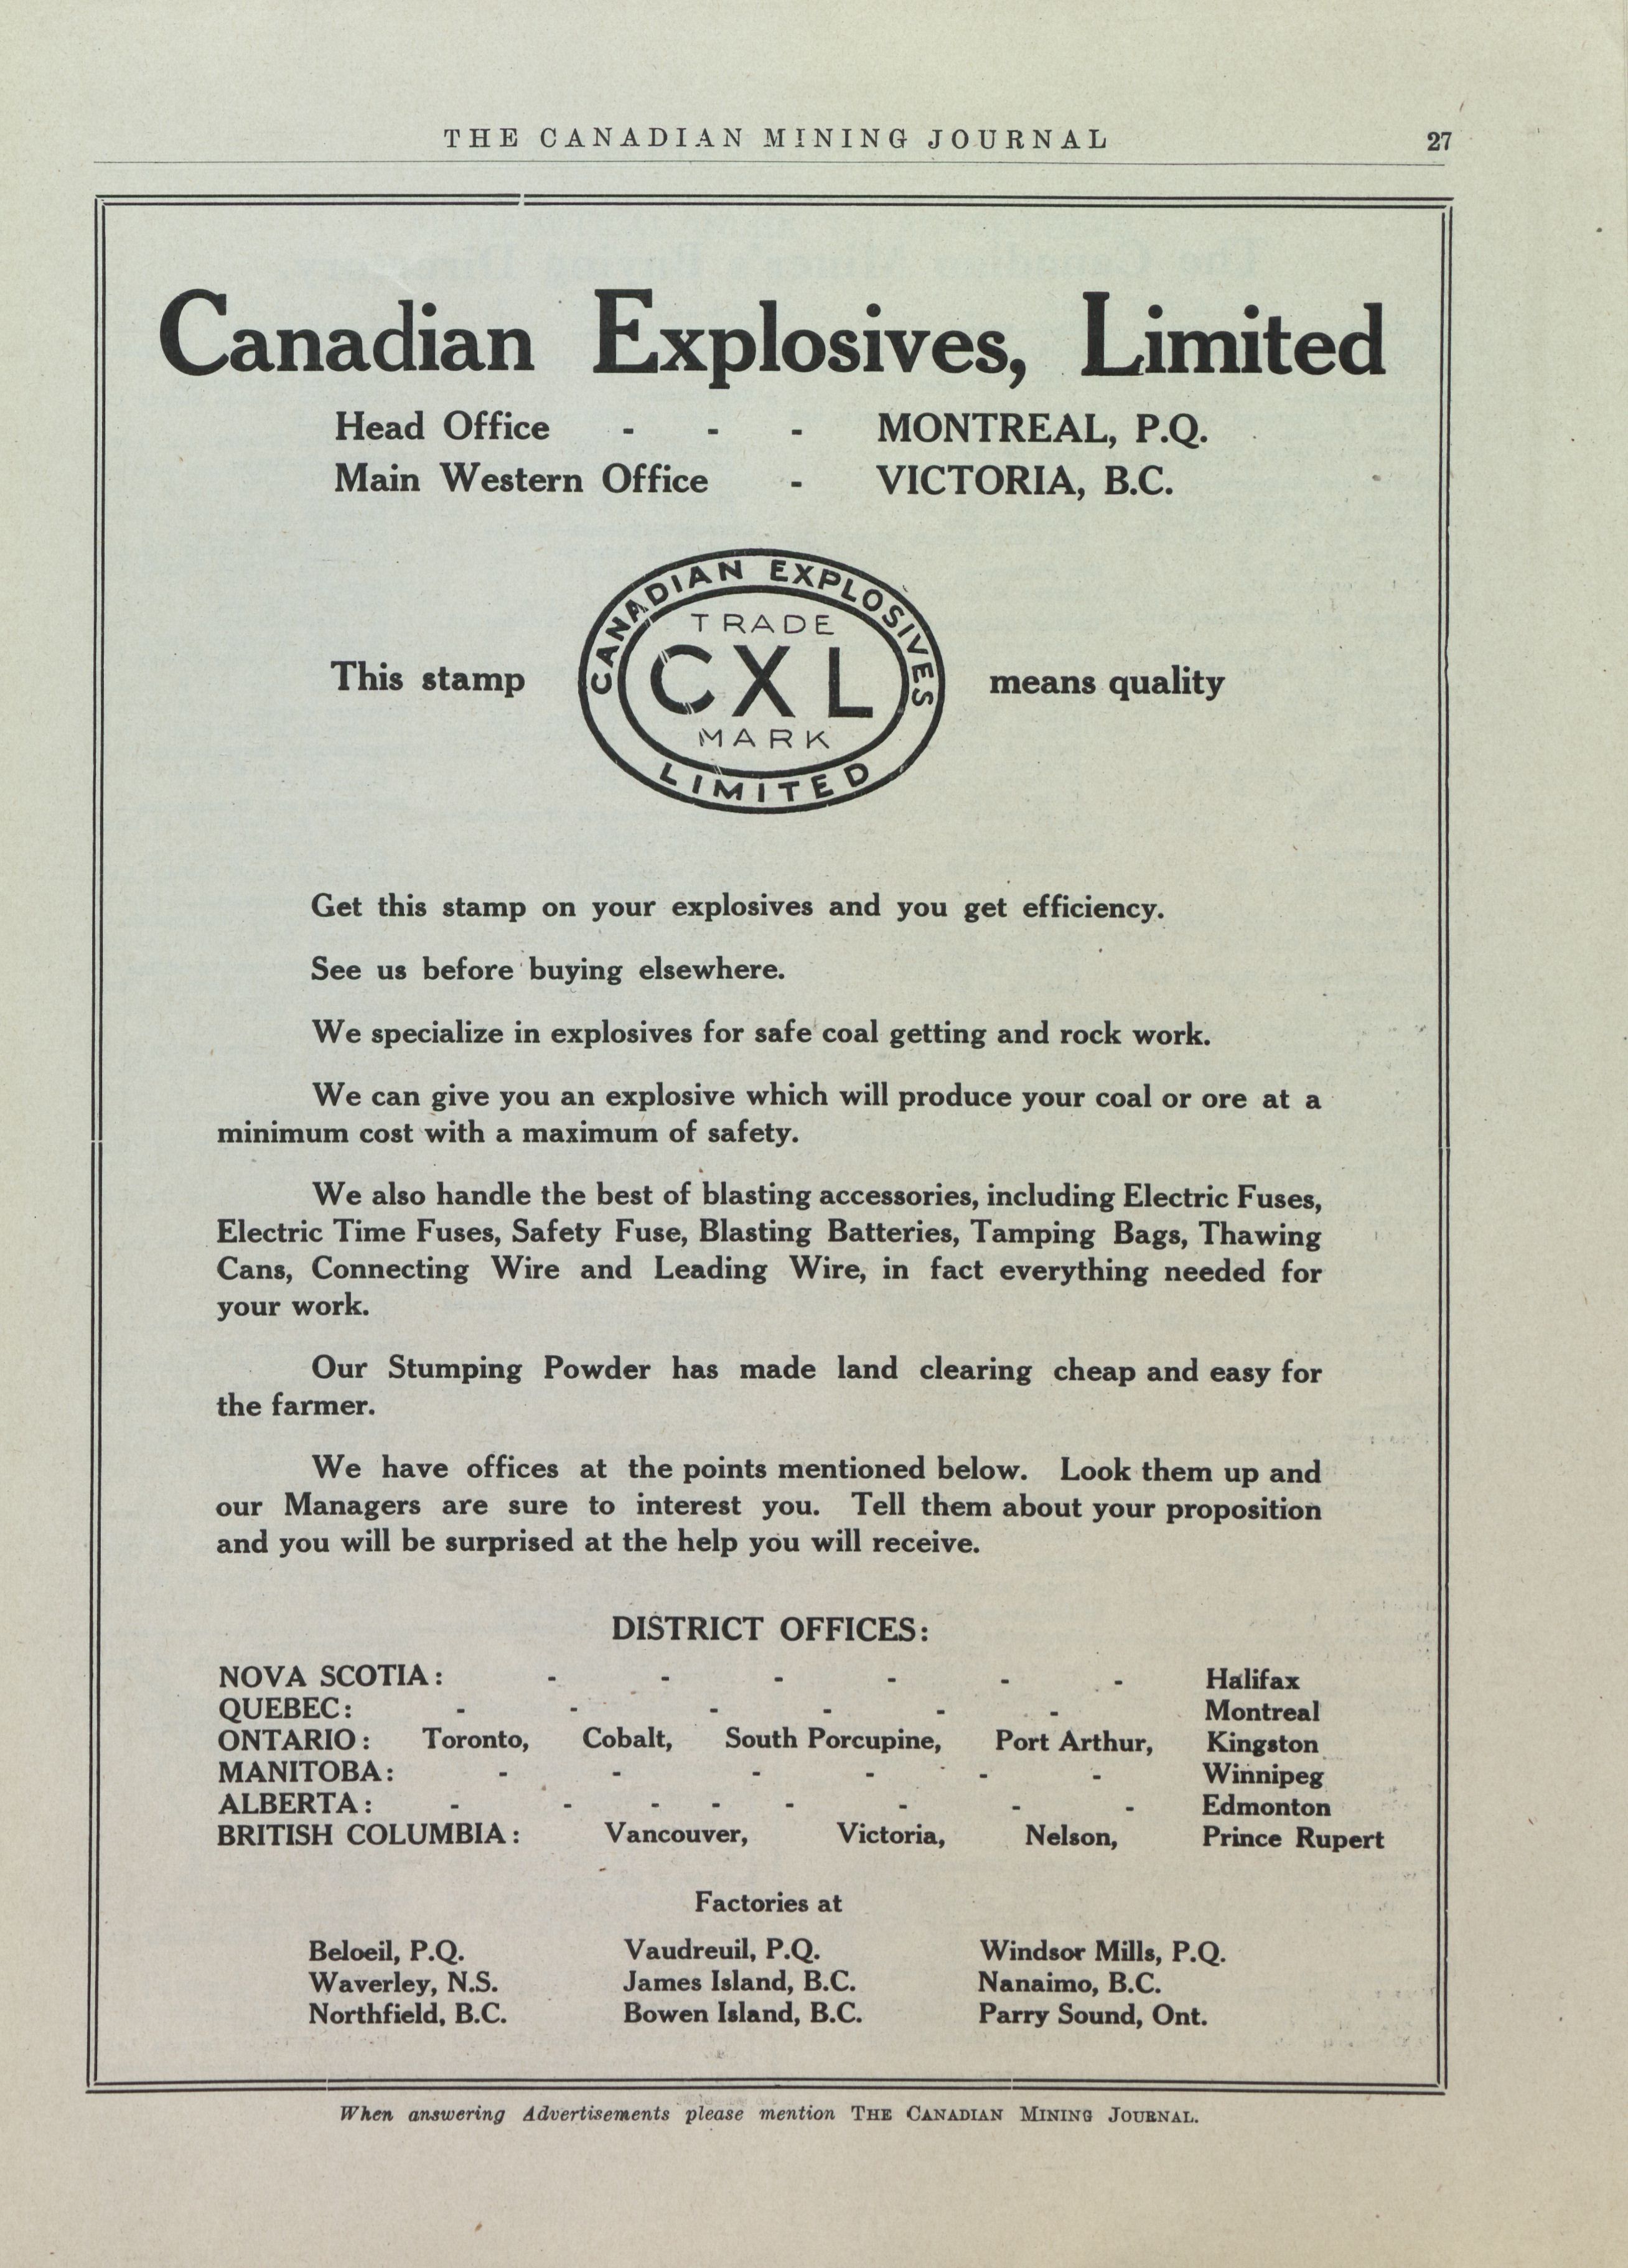 THE CANADIAN MINING JOURNAL 27
Canadian Explosives, Limited
Head Office - - - MONTREAL, P.Q.
Main Western Office - VICTORIA, B.C.
This stamp
CANADIAN EXPLOSIVES
TRADE
CXL
MARK
LIMITED
means quality
Get this stamp on your explosives and you get efficiency.
See us before buying elsewhere.
We specialize in explosives for safe coal getting and rock work.
We can give you an explosive which will produce your coal or ore at a
minimum cost with a maximum of safety.
We also handle the best of blasting accessories, including Electric Fuses,
Electric Time Fuses, Safety Fuse, Blasting Batteries, Tamping Bags, Thawing
Cans, Connecting Wire and Leading Wire, in fact everything needed for
your work.
Our Stumping Powder has made land clearing cheap and easy for
the farmer.
We have offices at the points mentioned below. Look them up and
our Managers are sure to interest you. Tell them about your proposition
and you will be surprised at the help you will receive.
DISTRICT OFFICES:
NOVA SCOTIA: - - - - - - Halifax
QUEBEC: - - - - - - Montreal
ONTARIO: Toronto, Cobalt, South Porcupine, Port Arthur, Kingston
MANITOBA: - - - - - - Winnipeg
ALBERTA: - - - - - - - - Edmonton
BRITISH COLUMBIA: Vancouver, Victoria, Nelson, Prince Rupert
Factories at
Beloeil, P.Q. Vaudreuil, P.Q. Windsor Mills, P.Q.
Waverley, N.S. James Island, B.C. Nanaimo, B.C.
Northfield, B.C. Bowen Island, B.C. Parry Sound, Ont.
When answering Advertisements please mention THE CANADIAN MINING JOURNAL.